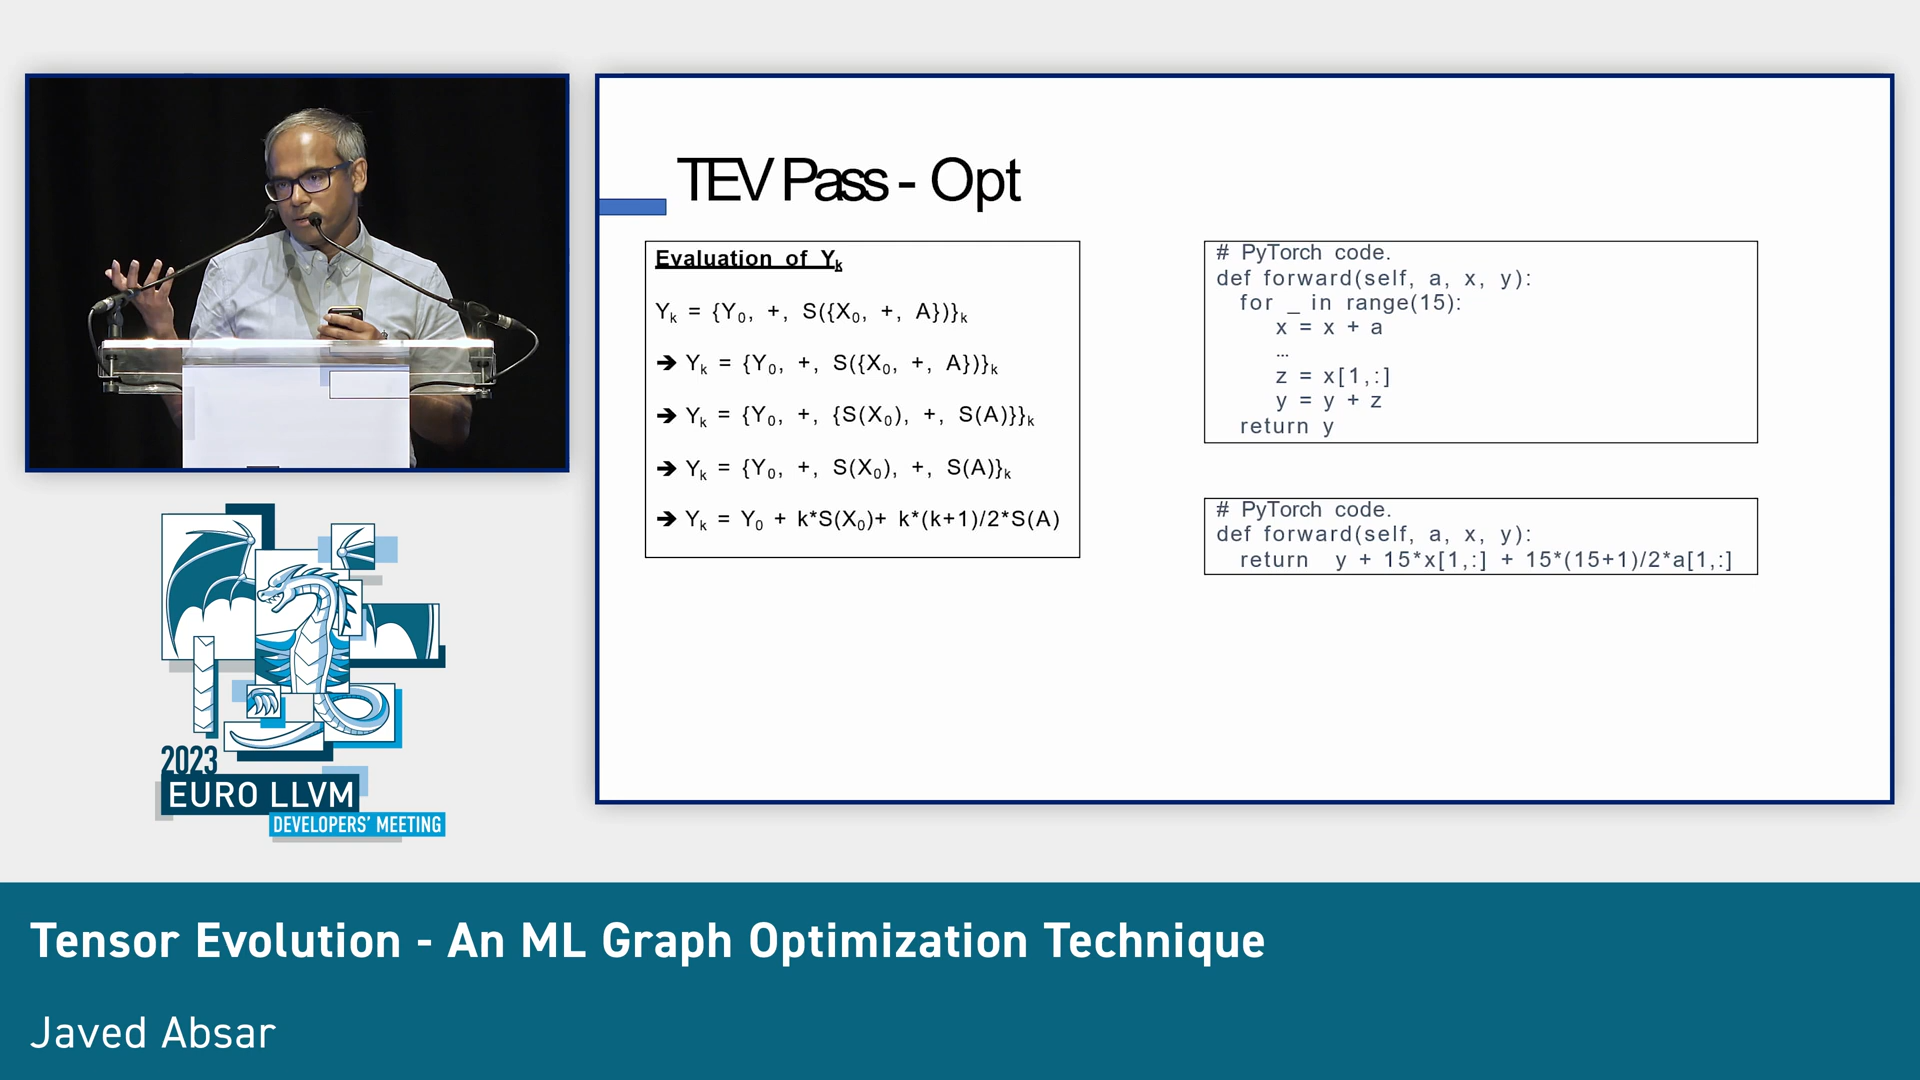 TEV Pass - Opt
Evaluation of Yₖ
Yₖ = {Y₀, +, S({X₀, +, A})}ₖ
➔ Yₖ = {Y₀, +, S({X₀, +, A})}ₖ
➔ Yₖ = {Y₀, +, {S(X₀), +, S(A)}}ₖ
➔ Yₖ = {Y₀, +, S(X₀), +, S(A)}ₖ
➔ Yₖ = Y₀ + k*S(X₀)+ k*(k+1)/2*S(A)
# PyTorch code.
def forward(self, a, x, y):
for _ in range(15):
x = x + a
…
z = x[1,:]
y = y + z
return y
# PyTorch code.
def forward(self, a, x, y):
return y + 15*x[1,:] + 15*(15+1)/2*a[1,:]
2023
EURO LLVM
DEVELOPERS' MEETING
Tensor Evolution - An ML Graph Optimization Technique
Javed Absar